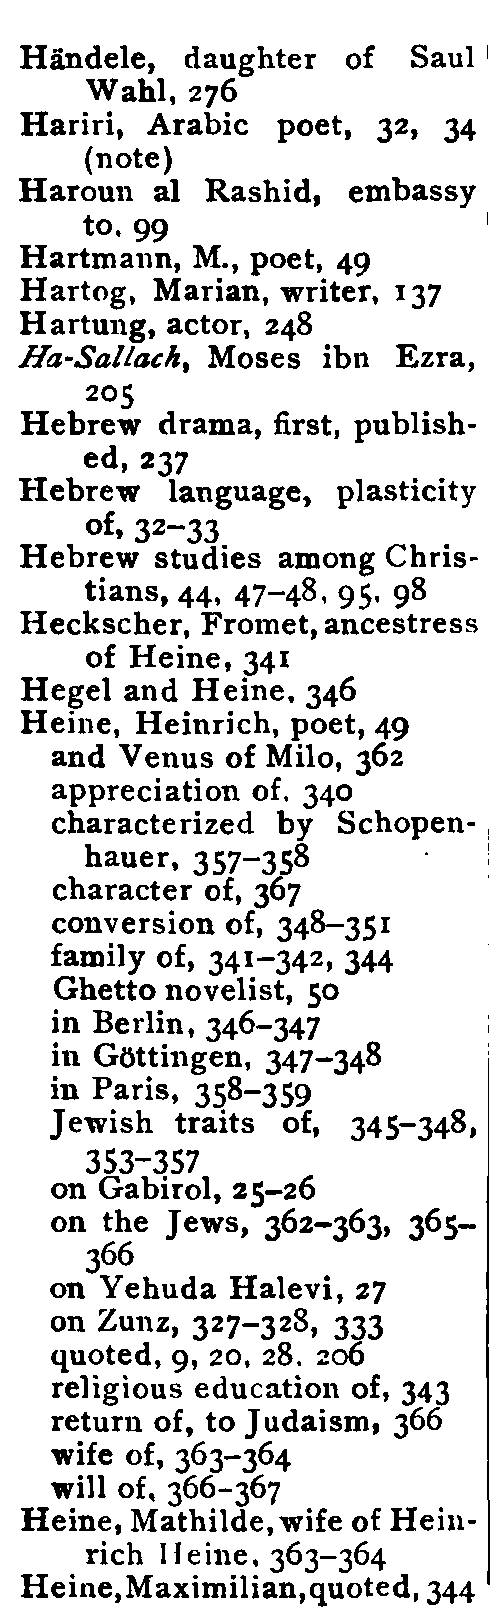 Händele, daughter of Saul
Wahl, 276
Hariri, Arabic poet, 32, 34
(note)
Haroun al Rashid, embassy
to, 99
Hartmann, M., poet, 49
Hartog, Marian, writer, 137
Hartung, actor, 248
Ha-Sallach, Moses ibn Ezra,
205
Hebrew drama, first, publish-
ed, 237
Hebrew language, plasticity
of, 32–33
Hebrew studies among Chris-
tians, 44, 47–48, 95, 98
Heckscher, Fromet, ancestress
of Heine, 341
Hegel and Heine, 346
Heine, Heinrich, poet, 49
and Venus of Milo, 362
appreciation of, 340
characterized by Schopen-
hauer, 357–358
character of, 367
conversion of, 348–351
family of, 341–342, 344
Ghetto novelist, 50
in Berlin, 346–347
in Göttingen, 347–348
in Paris, 358–359
Jewish traits of, 345–348,
353–357
on Gabirol, 25–26
on the Jews, 362–363, 365–
366
on Yehuda Halevi, 27
on Zunz, 327–328, 333
quoted, 9, 20, 28, 206
religious education of, 343
return of, to Judaism, 366
wife of, 363–364
will of, 366–367
Heine, Mathilde, wife of Hein-
rich Heine, 363–364
Heine, Maximilian, quoted, 344